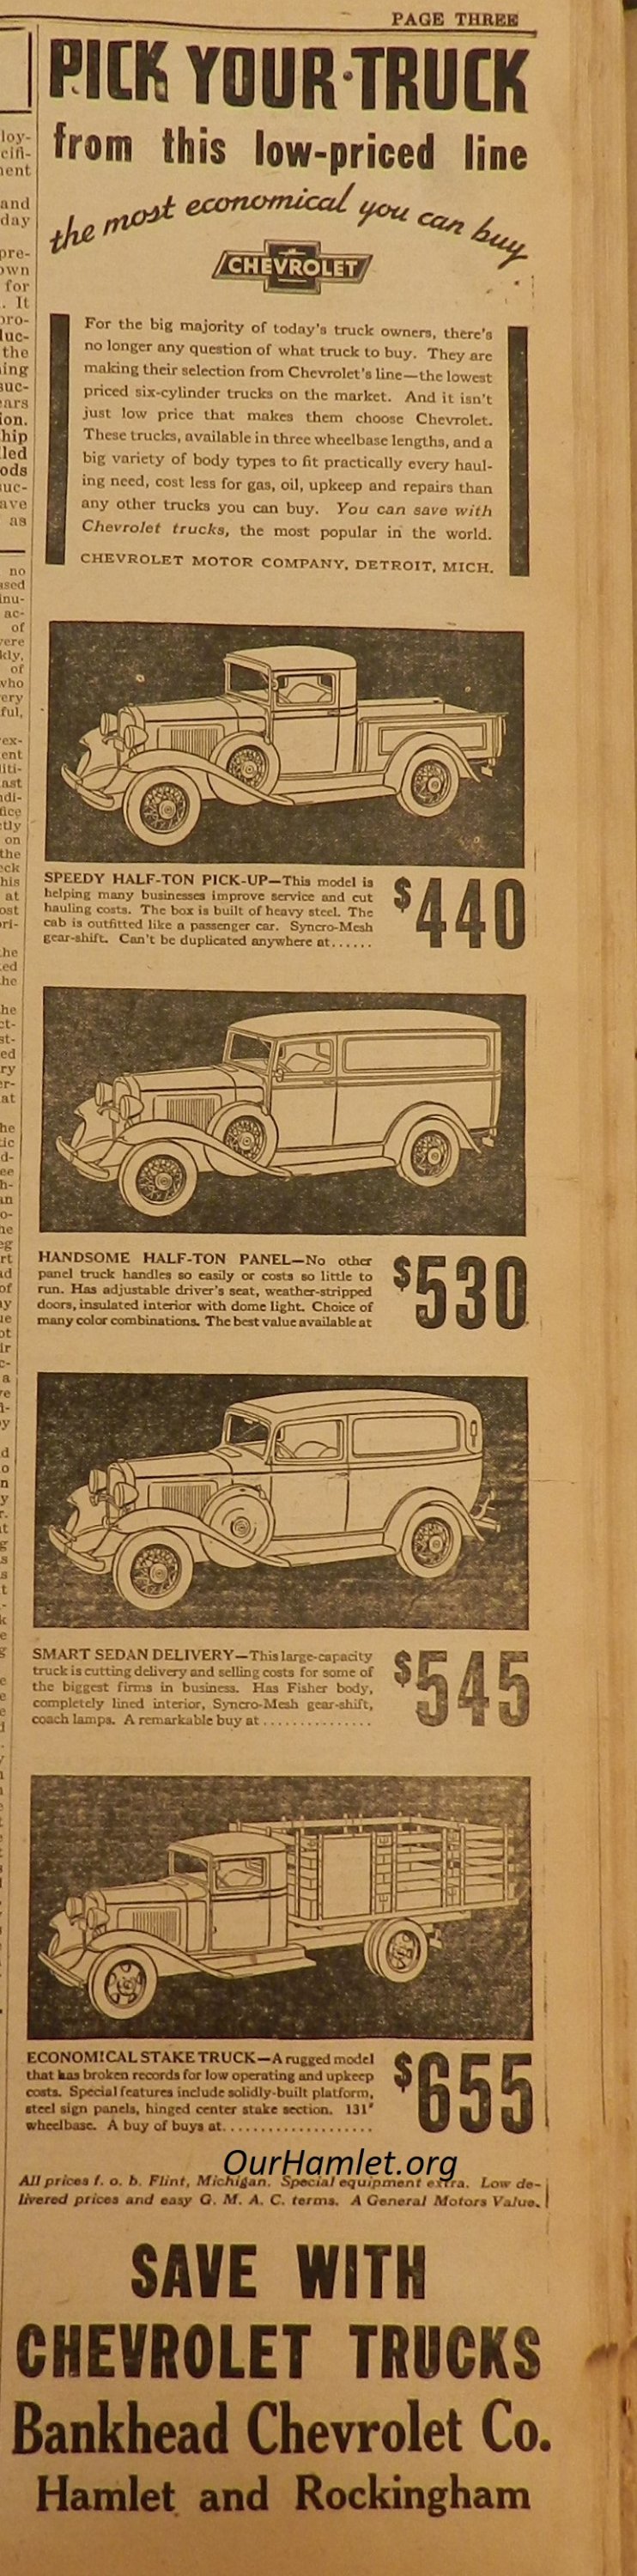 PAGE THREE
PICK YOUR TRUCK
from this low-priced line
the most economical you can buy
CHEVROLET
For the big majority of today's truck owners, there's
no longer any question of what truck to buy. They are
making their selection from Chevrolet's line—the lowest
priced six-cylinder trucks on the market. And it isn't
just low price that makes them choose Chevrolet.
These trucks, available in three wheelbase lengths, and a
big variety of body types to fit practically every haul-
ing need, cost less for gas, oil, upkeep and repairs than
any other trucks you can buy. You can save with
Chevrolet trucks, the most popular in the world.
CHEVROLET MOTOR COMPANY, DETROIT, MICH.
SPEEDY HALF-TON PICK-UP—This model is
helping many businesses improve service and cut
hauling costs. The box is built of heavy steel. The
cab is outfitted like a passenger car. Syncro-Mesh
gear-shift. Can't be duplicated anywhere at......
$440
HANDSOME HALF-TON PANEL—No other
panel truck handles so easily or costs so little to
run. Has adjustable driver's seat, weather-stripped
doors, insulated interior with dome light. Choice of
many color combinations. The best value available at
$530
SMART SEDAN DELIVERY—This large-capacity
truck is cutting delivery and selling costs for some of
the biggest firms in business. Has Fisher body,
completely lined interior, Syncro-Mesh gear-shift,
coach lamps. A remarkable buy at ...............
$545
ECONOMICAL STAKE TRUCK—A rugged model
that has broken records for low operating and upkeep
costs. Special features include solidly-built platform,
steel sign panels, hinged center stake section. 131"
wheelbase. A buy of buys at....................
$655
OurHamlet.org
All prices f. o. b. Flint, Michigan. Special equipment extra. Low de-
livered prices and easy G. M. A. C. terms. A General Motors Value.
SAVE WITH
CHEVROLET TRUCKS
Bankhead Chevrolet Co.
Hamlet and Rockingham